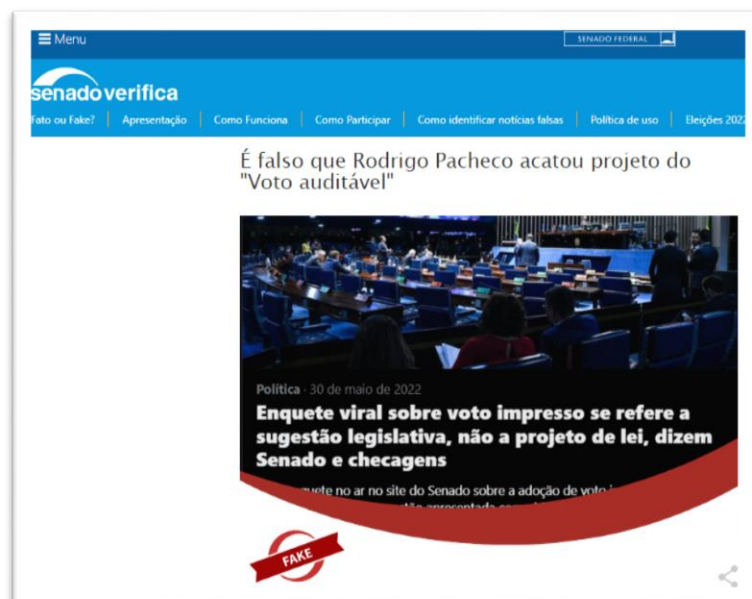 Menu
SENADO FEDERAL
senado verifica
Fato ou Fake? Apresentação Como Funciona Como Participar Como identificar notícias falsas Política de uso Eleições 2022
É falso que Rodrigo Pacheco acatou projeto do
"Voto auditável"
Política · 30 de maio de 2022
Enquete viral sobre voto impresso se refere a
sugestão legislativa, não a projeto de lei, dizem
Senado e checagens
no ar no site do Senado sobre a adoção de voto
FAKE